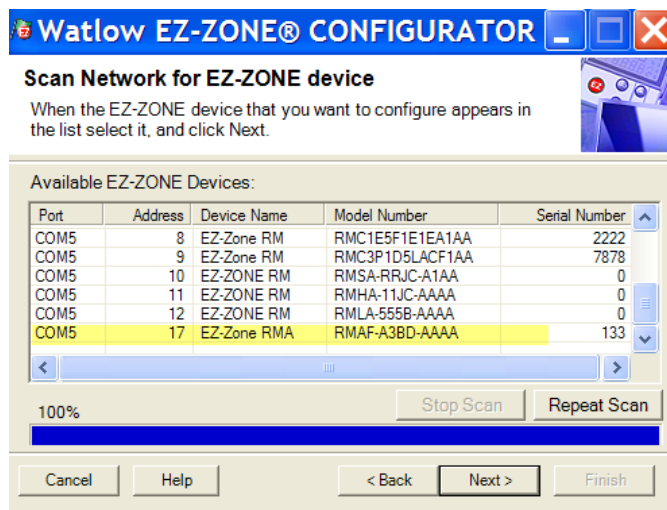 Watlow EZ-ZONE® CONFIGURATOR
Scan Network for EZ-ZONE device
When the EZ-ZONE device that you want to configure appears in
the list select it, and click Next.
Available EZ-ZONE Devices:
Port Address Device Name Model Number Serial Number
COM5 8 EZ-Zone RM RMC1E5F1E1EA1AA 2222
COM5 9 EZ-Zone RM RMC3P1D5LACF1AA 7878
COM5 10 EZ-ZONE RM RMSA-RRJC-A1AA 0
COM5 11 EZ-ZONE RM RMHA-11JC-AAAA 0
COM5 12 EZ-ZONE RM RMLA-555B-AAAA 0
COM5 17 EZ-Zone RMA RMAF-A3BD-AAAA 133
100% Stop Scan Repeat Scan
Cancel Help < Back Next > Finish